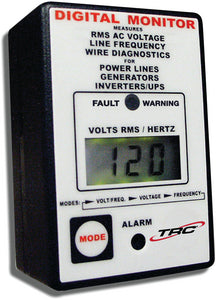 DIGITAL MONITOR
MEASURES
RMS AC VOLTAGE
LINE FREQUENCY
WIRE DIAGNOSTICS
FOR
POWER LINES
GENERATORS
INVERTERS/UPS
FAULT WARNING
VOLTS RMS / HERTZ
120
MODES: VOLT/FREQ. VOLTAGE FREQUENCY
MODE
ALARM
TRC